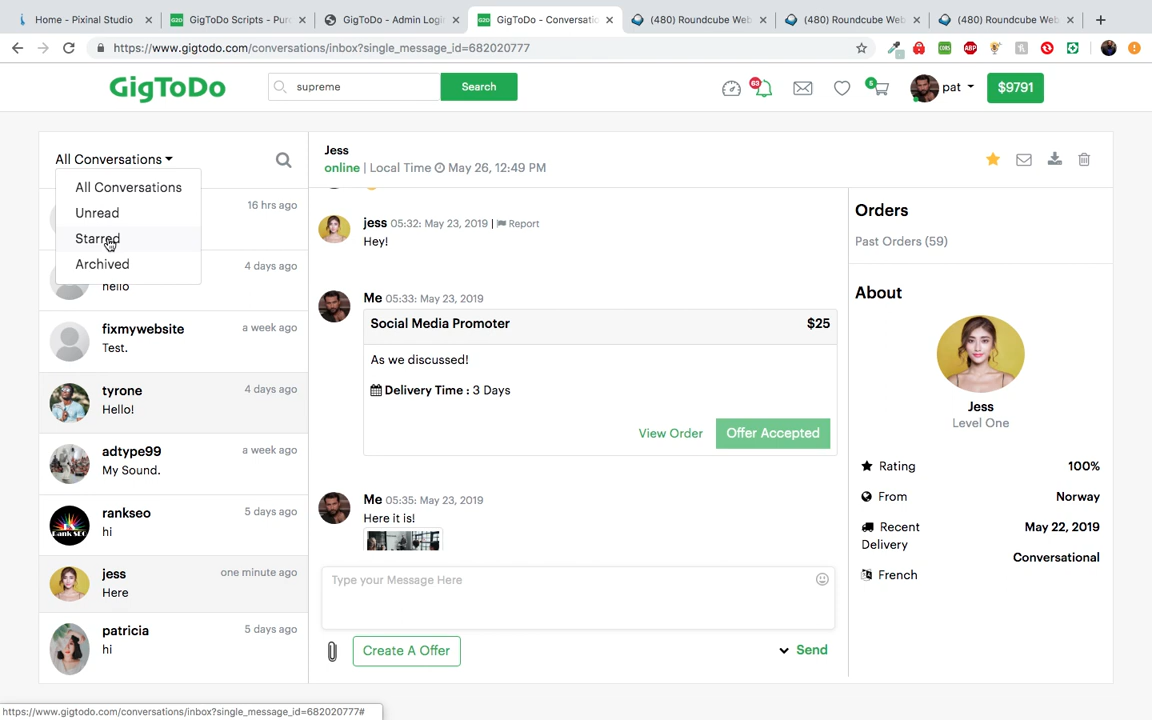 Home - Pixinal Studio
GigToDo Scripts - Pur
GigToDo - Admin Login
GigToDo - Conversatio
(480) Roundcube Web
(480) Roundcube Web
(480) Roundcube Web
https://www.gigtodo.com/conversations/inbox?single_message_id=682020777
GigToDo
supreme
Search
63
5
pat
$9791
All Conversations
All Conversations
Unread
Starred
Archived
16 hrs ago
4 days ago
hello
fixmywebsite
a week ago
Test.
tyrone
4 days ago
Hello!
adtype99
a week ago
My Sound.
rankseo
5 days ago
hi
jess
one minute ago
Here
patricia
5 days ago
hi
Jess
online | Local Time May 26, 12:49 PM
jess 05:32: May 23, 2019 | Report
Hey!
Me 05:33: May 23, 2019
Social Media Promoter $25
As we discussed!
Delivery Time : 3 Days
View Order
Offer Accepted
Me 05:35: May 23, 2019
Here it is!
Type your Message Here
Create A Offer
Send
Orders
Past Orders (59)
About
Jess
Level One
Rating 100%
From Norway
Recent May 22, 2019
Delivery
Conversational
French
https://www.gigtodo.com/conversations/inbox?single_message_id=682020777#